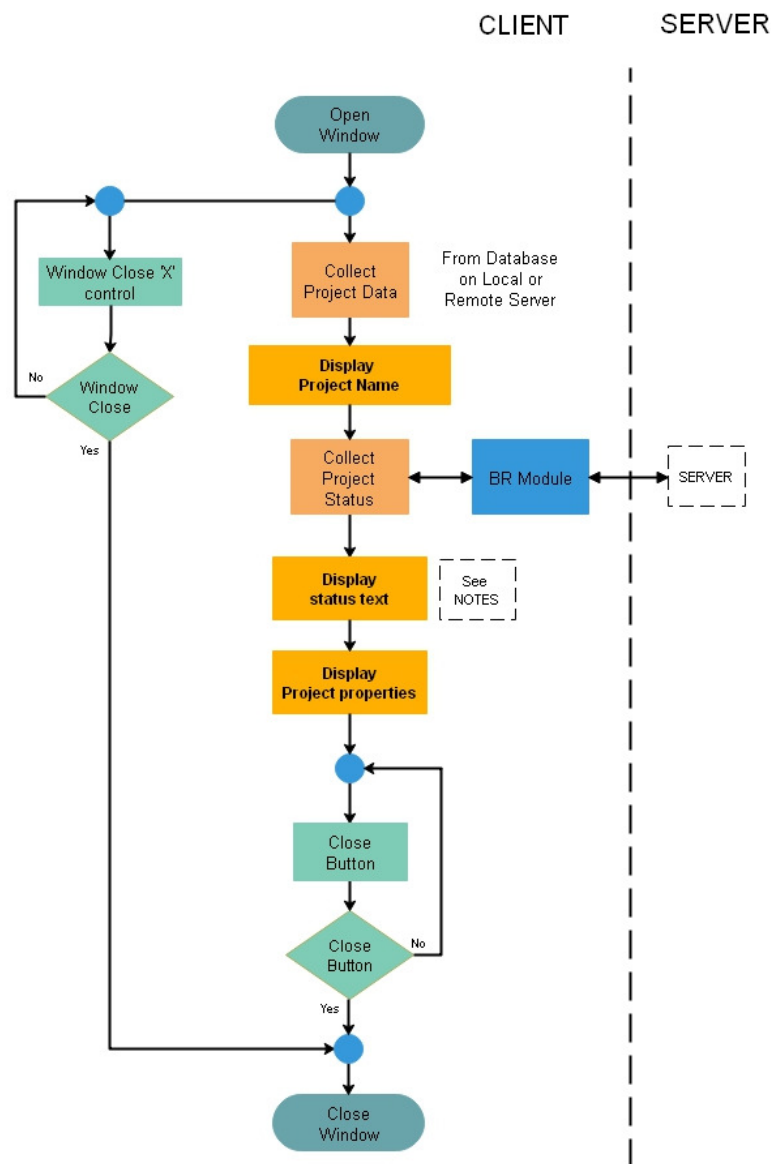 CLIENT
SERVER
Open
Window
Window Close 'X'
control
Collect
Project Data
From Database
on Local or
Remote Server
Display
Project Name
No
Window
Close
Yes
Collect
Project
Status
BR Module
SERVER
Display
status text
See
NOTES
Display
Project properties
Close
Button
Close
Button
No
Yes
Close
Window